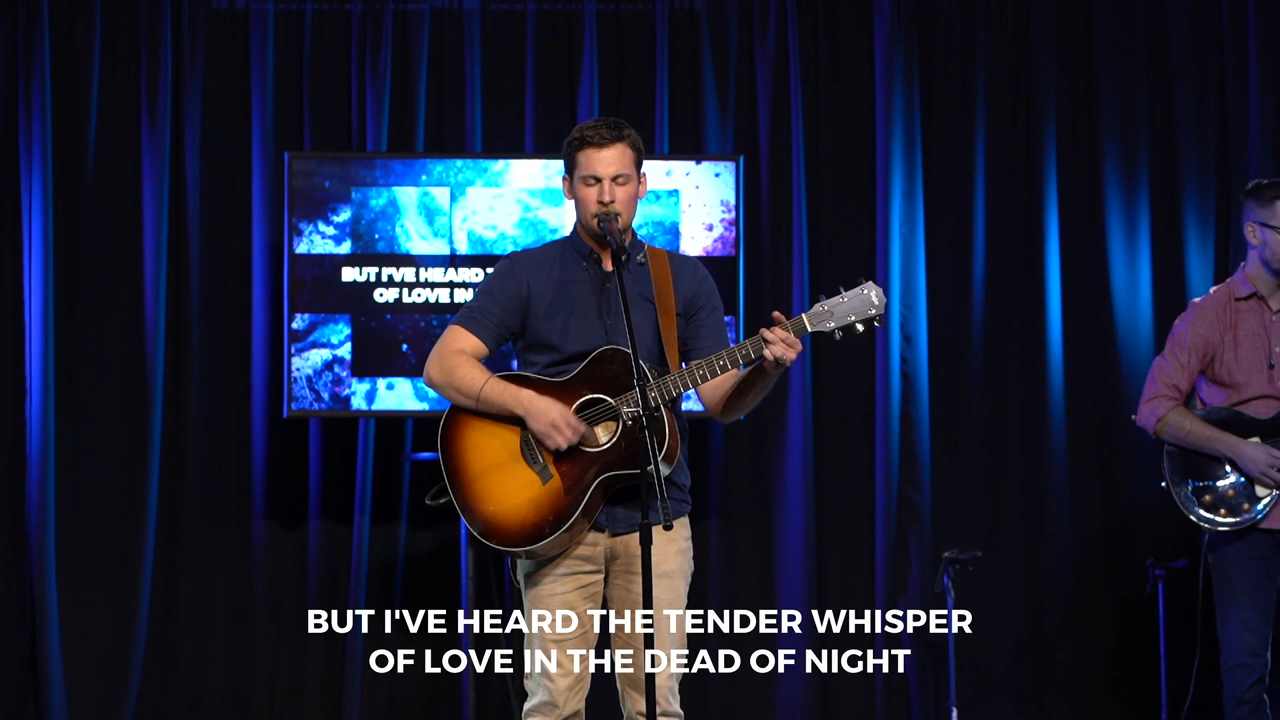 BUT I'VE HEARD
OF LOVE IN
Taylor
BUT I'VE HEARD THE TENDER WHISPER
OF LOVE IN THE DEAD OF NIGHT